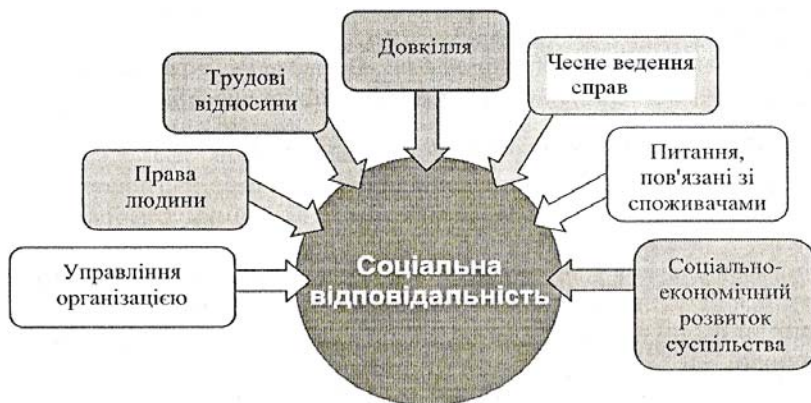 Довкілля
Трудові
відносини
Чесне ведення
справ
Права
людини
Питання,
пов'язані зі
споживачами
Управління
організацією
Соціальна
відповідальність
Соціально-
економічний
розвиток
суспільства